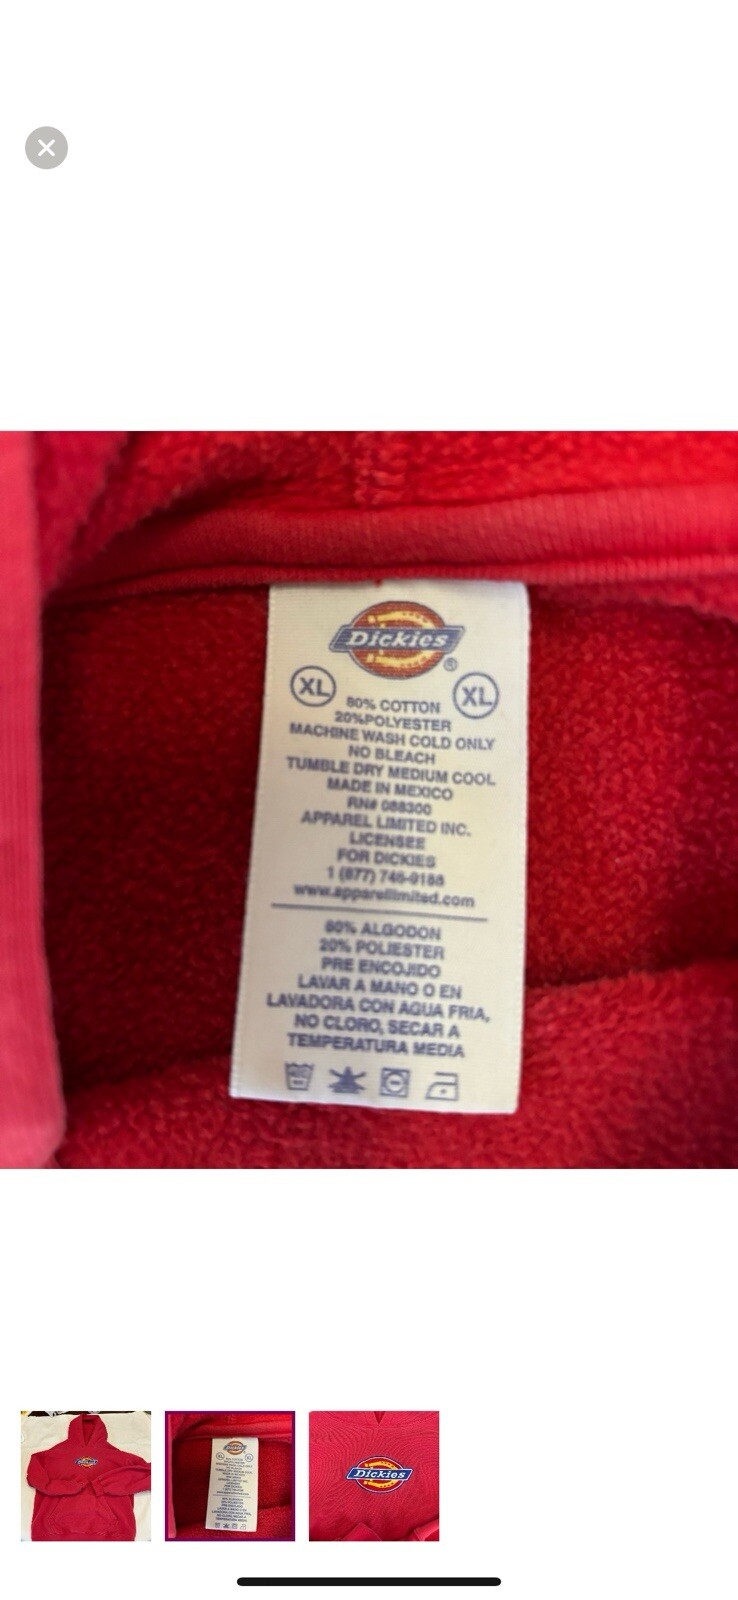 Dickies
®
XL
XL
80% COTTON
20%POLYESTER
MACHINE WASH COLD ONLY
NO BLEACH
TUMBLE DRY MEDIUM COOL
MADE IN MEXICO
RN# 088300
APPAREL LIMITED INC.
LICENSEE
FOR DICKIES
1 (877) 746-9188
www.apparellimited.com
80% ALGODON
20% POLIESTER
PRE ENCOJIDO
LAVAR A MANO O EN
LAVADORA CON AGUA FRIA,
NO CLORO, SECAR A
TEMPERATURA MEDIA
Dickies